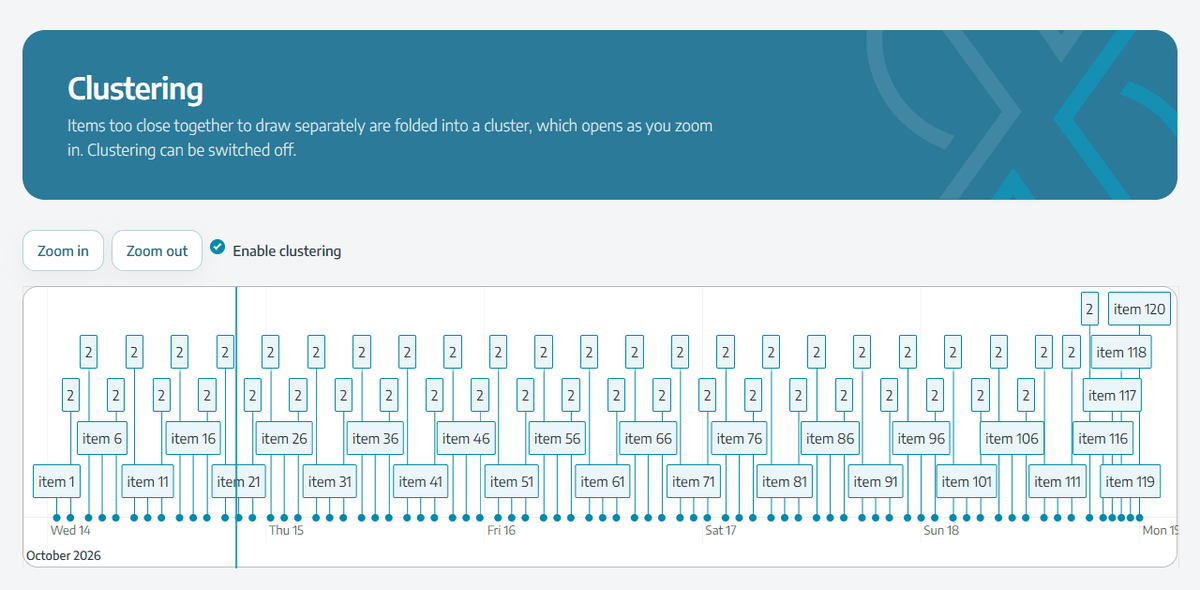 Clustering
Items too close together to draw separately are folded into a cluster, which opens as you zoom
in. Clustering can be switched off.
Zoom in Zoom out Enable clustering
2 item 120
2 2 2 2 2 2 2 2 2 2 2 2 2 2 2 2 2 2 2 2 2 2 2 item 118
2 2 2 2 2 2 2 2 2 2 2 2 2 2 2 2 2 2 2 2 2 2 item 117
item 6 item 16 item 26 item 36 item 46 item 56 item 66 item 76 item 86 item 96 item 106 item 116
item 1 item 11 item 21 item 31 item 41 item 51 item 61 item 71 item 81 item 91 item 101 item 111 item 119
Wed 14 Thu 15 Fri 16 Sat 17 Sun 18 Mon 19
October 2026